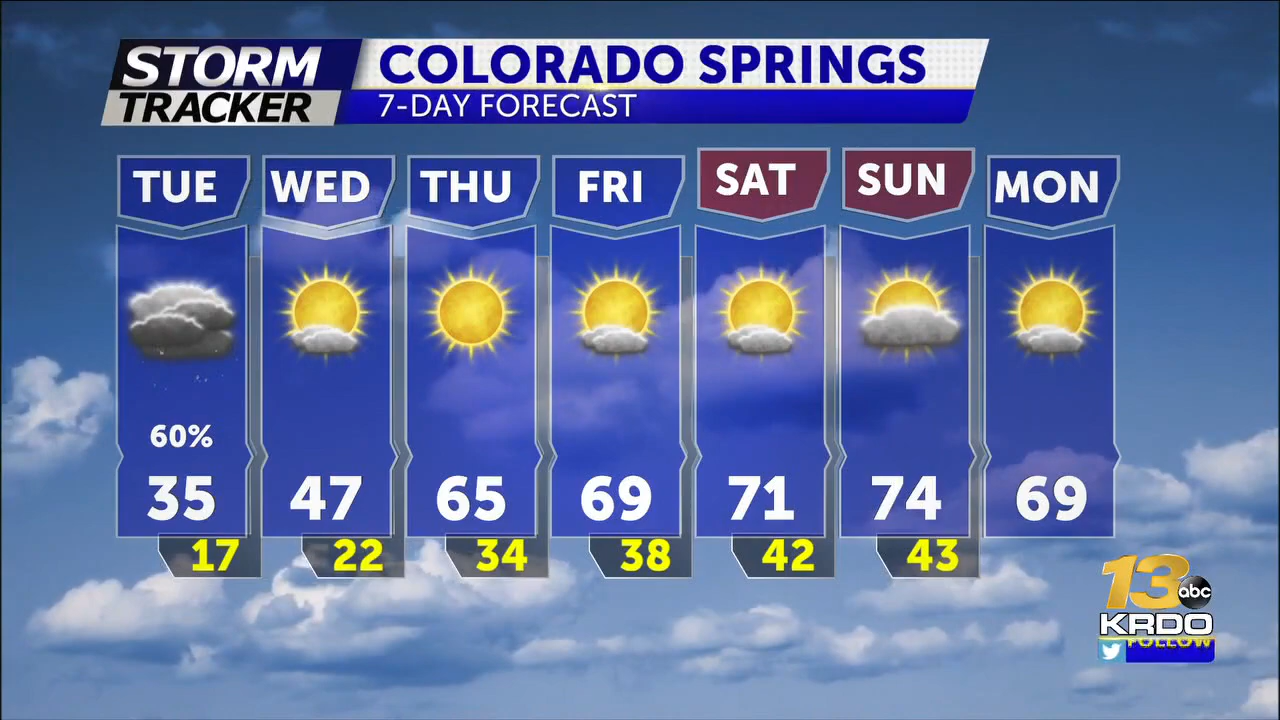 STORM
TRACKER
COLORADO SPRINGS
7-DAY FORECAST
TUE WED THU FRI SAT SUN MON
60%
35 47 65 69 71 74 69
17 22 34 38 42 43
13 abc
KRDO
FOLLOW